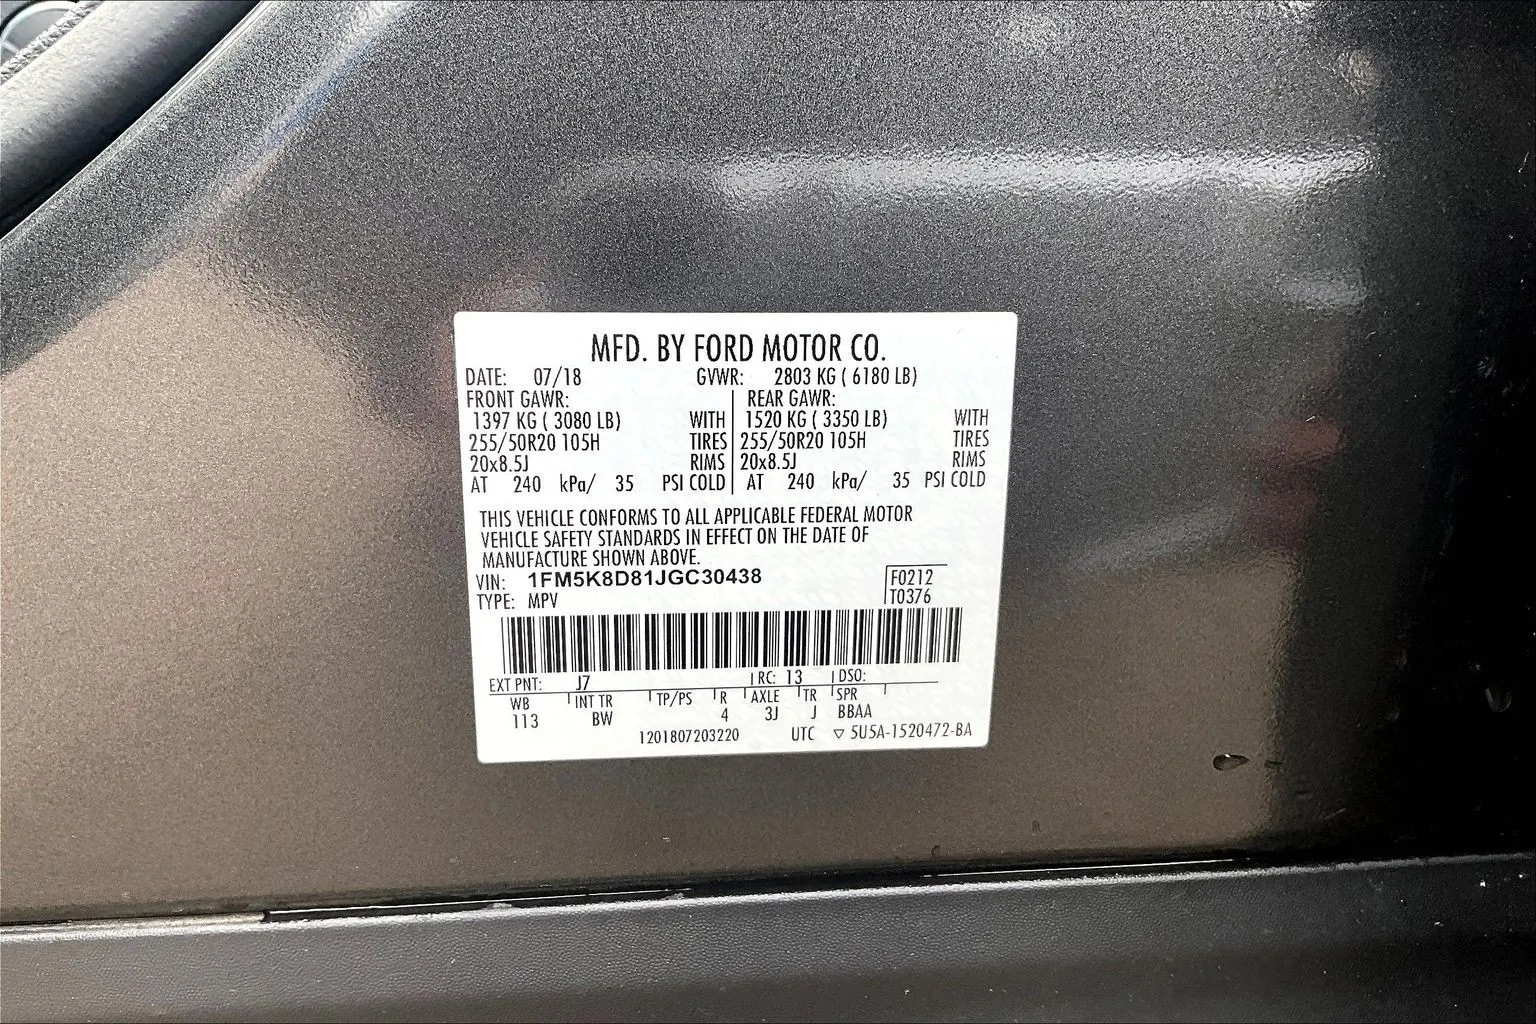 MFD. BY FORD MOTOR CO.
DATE: 07/18 GVWR: 2803 KG ( 6180 LB)
FRONT GAWR: REAR GAWR:
1397 KG ( 3080 LB) WITH 1520 KG ( 3350 LB) WITH
255/50R20 105H TIRES 255/50R20 105H TIRES
20x8.5J RIMS 20x8.5J RIMS
AT 240 kPa/ 35 PSI COLD AT 240 kPa/ 35 PSI COLD
THIS VEHICLE CONFORMS TO ALL APPLICABLE FEDERAL MOTOR
VEHICLE SAFETY STANDARDS IN EFFECT ON THE DATE OF
MANUFACTURE SHOWN ABOVE.
VIN: 1FM5K8D81JGC30438 F0212
TYPE: MPV T0376
EXT PNT: J7 RC: 13 DSO:
WB INT TR TP/PS R AXLE TR SPR
113 BW 4 3J J BBAA
1201807203220 UTC ▽ 5U5A-1520472-BA